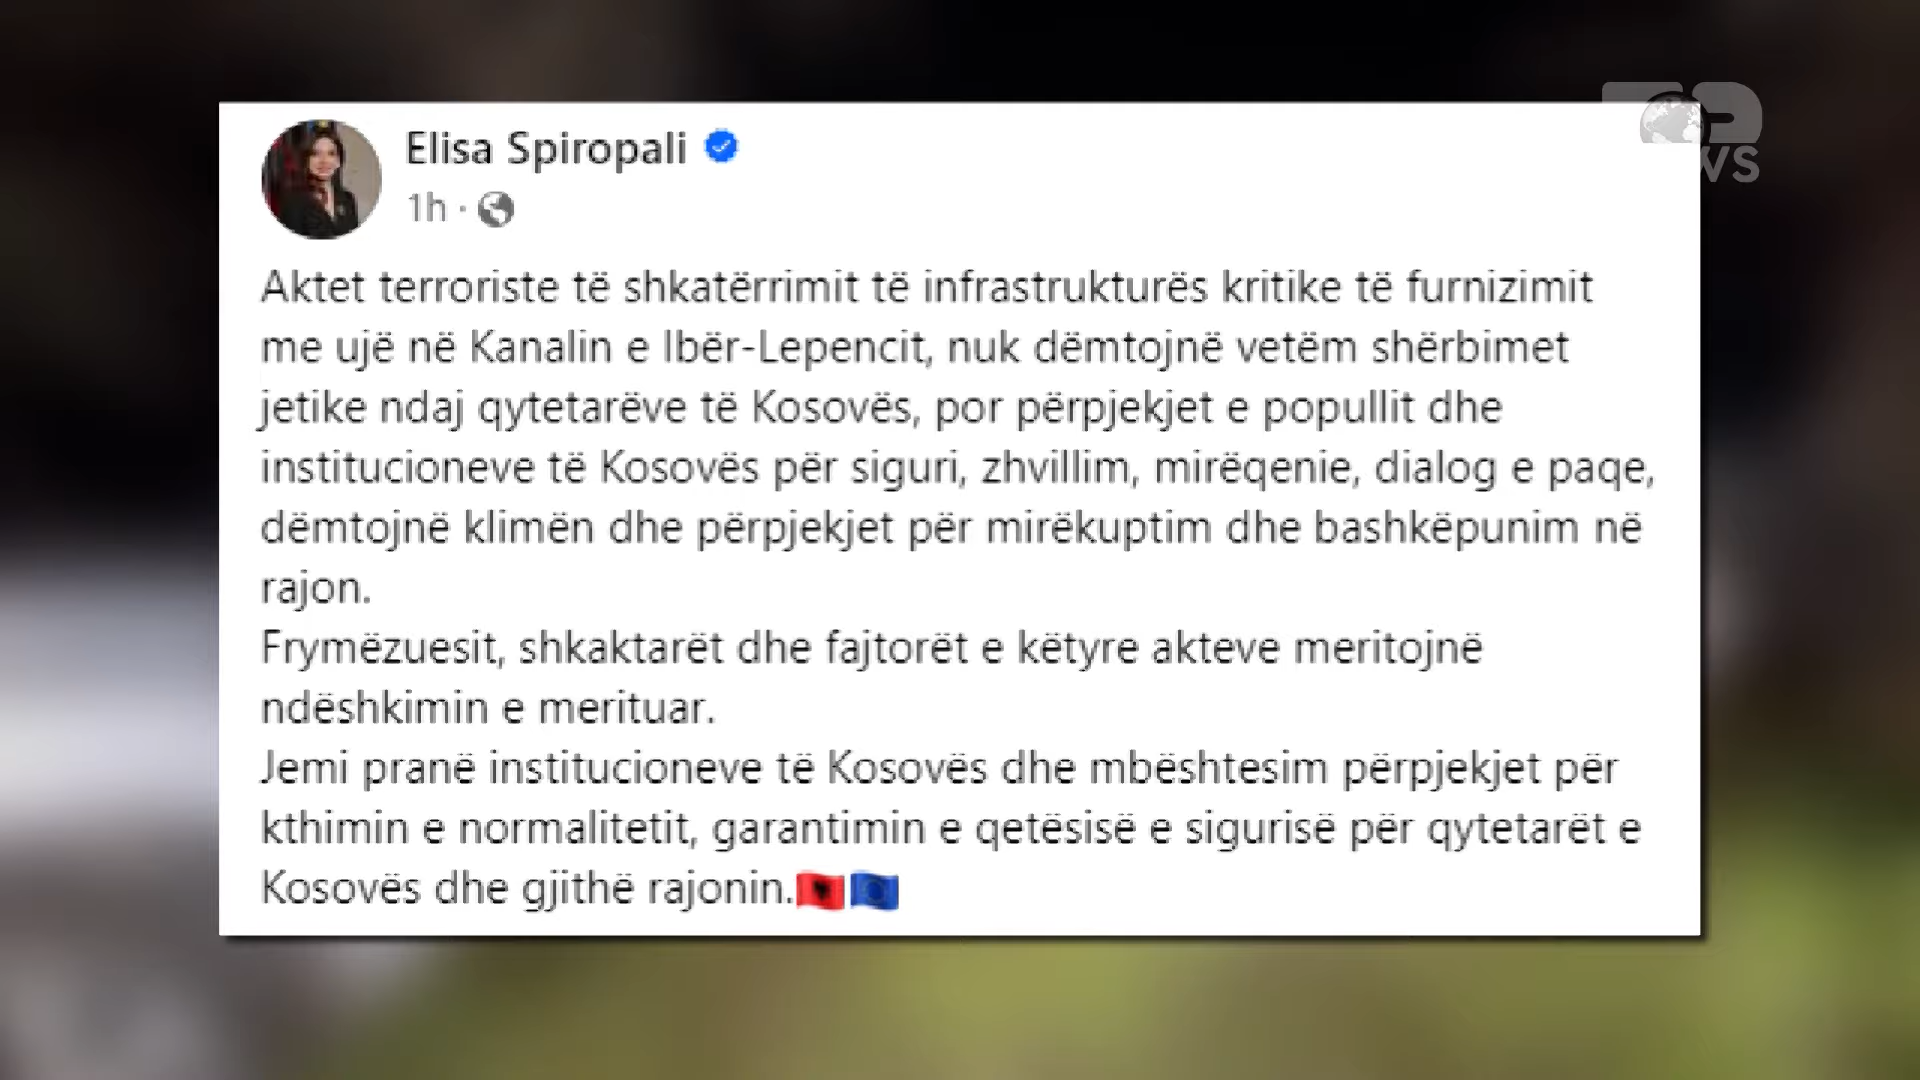 Elisa Spiropali
1h ·
Aktet terroriste të shkatërrimit të infrastrukturës kritike të furnizimit
me ujë në Kanalin e Ibër-Lepencit, nuk dëmtojnë vetëm shërbimet
jetike ndaj qytetarëve të Kosovës, por përpjekjet e popullit dhe
institucioneve të Kosovës për siguri, zhvillim, mirëqenie, dialog e paqe,
dëmtojnë klimën dhe përpjekjet për mirëkuptim dhe bashkëpunim në
rajon.
Frymëzuesit, shkaktarët dhe fajtorët e këtyre akteve meritojnë
ndëshkimin e merituar.
Jemi pranë institucioneve të Kosovës dhe mbështesim përpjekjet për
kthimin e normalitetit, garantimin e qetësisë e sigurisë për qytetarët e
Kosovës dhe gjithë rajonin.🇦🇱🇪🇺